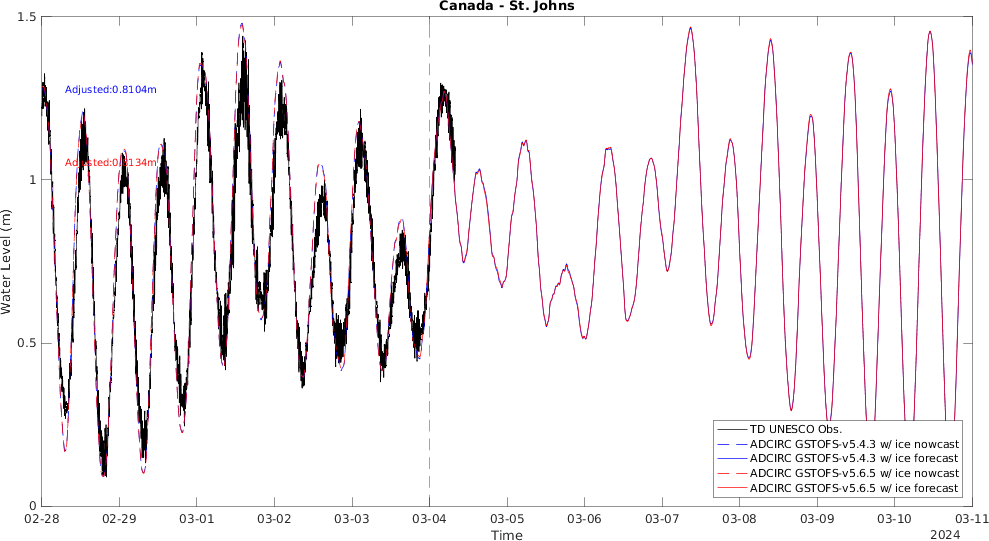 Canada - St. Johns
1.5
1
0.5
0
Water Level (m)
Adjusted:0.8104m
Adjusted:0.8134m
TD UNESCO Obs.
ADCIRC GSTOFS-v5.4.3 w/ ice nowcast
ADCIRC GSTOFS-v5.4.3 w/ ice forecast
ADCIRC GSTOFS-v5.6.5 w/ ice nowcast
ADCIRC GSTOFS-v5.6.5 w/ ice forecast
02-28 02-29 03-01 03-02 03-03 03-04 03-05 03-06 03-07 03-08 03-09 03-10 03-11
Time
2024